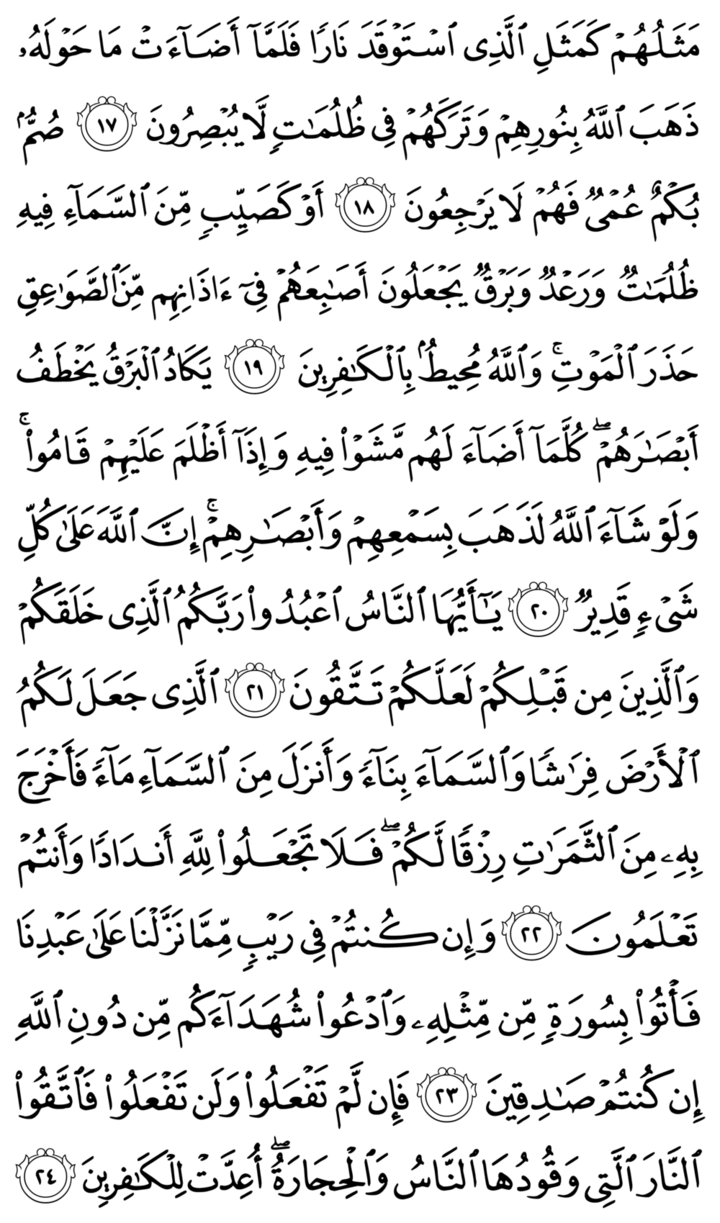 مَثَلُهُمْ كَمَثَلِ ٱلَّذِى ٱسْتَوْقَدَ نَارًا فَلَمَّآ أَضَآءَتْ مَا حَوْلَهُۥ
ذَهَبَ ٱللَّهُ بِنُورِهِمْ وَتَرَكَهُمْ فِى ظُلُمَـٰتٍ لَّا يُبْصِرُونَ ١٧ صُمٌّۢ
بُكْمٌ عُمْىٌ فَهُمْ لَا يَرْجِعُونَ ١٨ أَوْ كَصَيِّبٍ مِّنَ ٱلسَّمَآءِ فِيهِ
ظُلُمَـٰتٌ وَرَعْدٌ وَبَرْقٌ يَجْعَلُونَ أَصَـٰبِعَهُمْ فِىٓ ءَاذَانِهِم مِّنَ ٱلصَّوَٰعِقِ
حَذَرَ ٱلْمَوْتِ ۚ وَٱللَّهُ مُحِيطٌۢ بِٱلْكَـٰفِرِينَ ١٩ يَكَادُ ٱلْبَرْقُ يَخْطَفُ
أَبْصَـٰرَهُمْ ۖ كُلَّمَآ أَضَآءَ لَهُم مَّشَوْا۟ فِيهِ وَإِذَآ أَظْلَمَ عَلَيْهِمْ قَامُوا۟ ۚ
وَلَوْ شَآءَ ٱللَّهُ لَذَهَبَ بِسَمْعِهِمْ وَأَبْصَـٰرِهِمْ ۚ إِنَّ ٱللَّهَ عَلَىٰ كُلِّ
شَىْءٍ قَدِيرٌ ٢٠ يَـٰٓأَيُّهَا ٱلنَّاسُ ٱعْبُدُوا۟ رَبَّكُمُ ٱلَّذِى خَلَقَكُمْ
وَٱلَّذِينَ مِن قَبْلِكُمْ لَعَلَّكُمْ تَتَّقُونَ ٢١ ٱلَّذِى جَعَلَ لَكُمُ
ٱلْأَرْضَ فِرَٰشًا وَٱلسَّمَآءَ بِنَآءً وَأَنزَلَ مِنَ ٱلسَّمَآءِ مَآءً فَأَخْرَجَ
بِهِۦ مِنَ ٱلثَّمَرَٰتِ رِزْقًا لَّكُمْ ۖ فَلَا تَجْعَلُوا۟ لِلَّهِ أَندَادًا وَأَنتُمْ
تَعْلَمُونَ ٢٢ وَإِن كُنتُمْ فِى رَيْبٍ مِّمَّا نَزَّلْنَا عَلَىٰ عَبْدِنَا
فَأْتُوا۟ بِسُورَةٍ مِّن مِّثْلِهِۦ وَٱدْعُوا۟ شُهَدَآءَكُم مِّن دُونِ ٱللَّهِ
إِن كُنتُمْ صَـٰدِقِينَ ٢٣ فَإِن لَّمْ تَفْعَلُوا۟ وَلَن تَفْعَلُوا۟ فَٱتَّقُوا۟
ٱلنَّارَ ٱلَّتِى وَقُودُهَا ٱلنَّاسُ وَٱلْحِجَارَةُ ۖ أُعِدَّتْ لِلْكَـٰفِرِينَ ٢٤